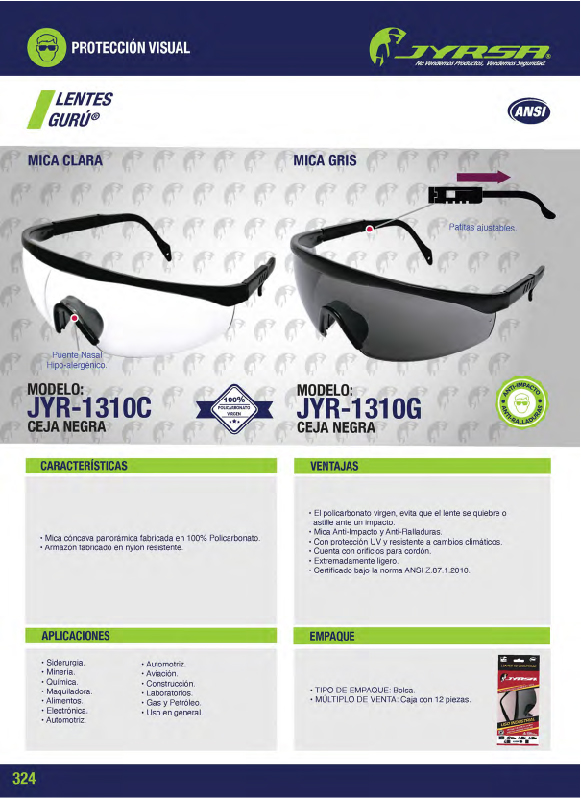 PROTECCIÓN VISUAL
JYRSA®
No Vendemos Productos, Vendemos Seguridad.
LENTES
GURÚ®
ANSI
MICA CLARA
MICA GRIS
Patitas ajustables.
Puente Nasal
Hipo-alergénico.
MODELO:
JYR-1310C
CEJA NEGRA
100%
POLICARBONATO
VIRGEN
MODELO:
JYR-1310G
CEJA NEGRA
ANTI-IMPACTO
ANTI-RALLADURAS
CARACTERÍSTICAS
• Mica cóncava panorámica fabricada en 100% Policarbonato.
• Armazón fabricado en nylon resistente.
VENTAJAS
• El policarbonato virgen, evita que el lente se quiebre o
astille ante un impacto.
• Mica Anti-Impacto y Anti-Ralladuras.
• Con protección UV y resistente a cambios climáticos.
• Cuenta con orificios para cordón.
• Extremadamente ligero.
• Certificado bajo la norma ANSI Z.87.1.2010.
APLICACIONES
• Siderurgia.
• Minería.
• Química.
• Maquiladora.
• Alimentos.
• Electrónica.
• Automotriz
• Automotriz.
• Aviación.
• Construcción.
• Laboratorios.
• Gas y Petróleo.
• Uso en general
EMPAQUE
• TIPO DE EMPAQUE: Bolsa.
• MÚLTIPLO DE VENTA: Caja con 12 piezas.
JYRSA
USO INDUSTRIAL
324